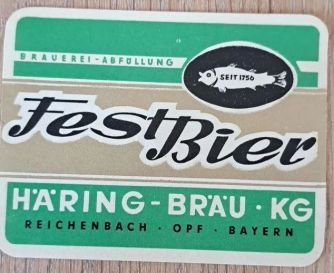 BRAUEREI-ABFÜLLUNG
SEIT 1756
FestBier
HÄRING-BRÄU·KG
REICHENBACH·OPF·BAYERN